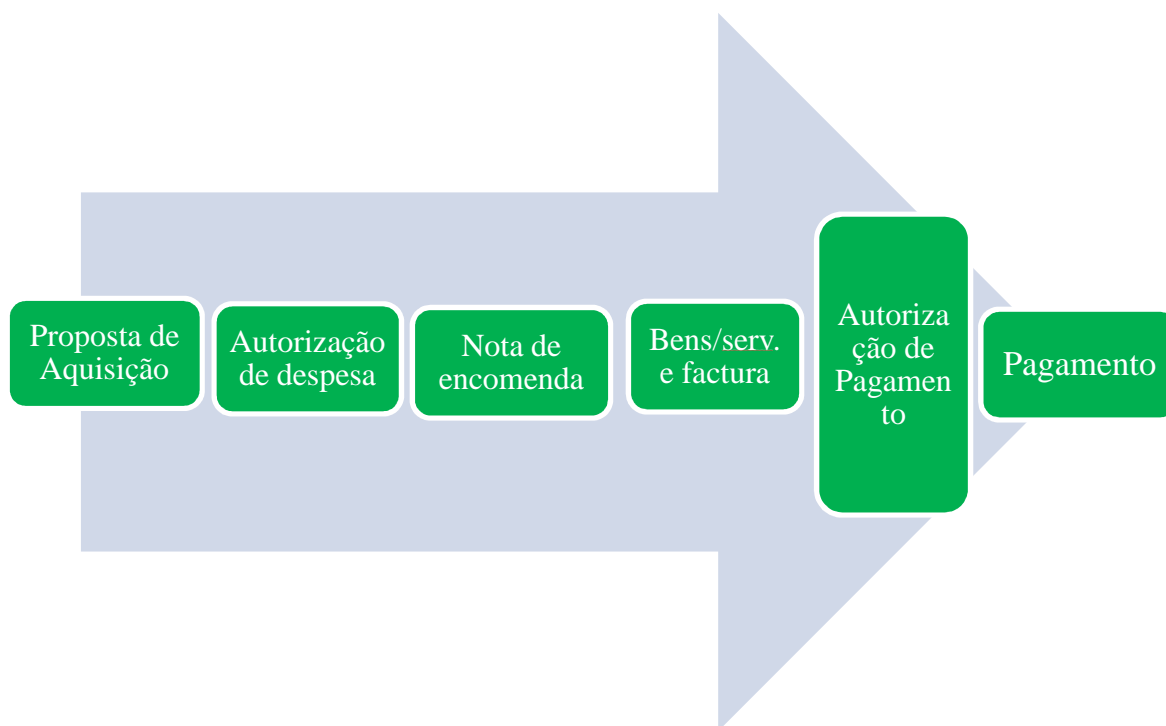 Proposta de
Aquisição
Autorização
de despesa
Nota de
encomenda
Bens/serv.
e factura
Autoriza
ção de
Pagamen
to
Pagamento